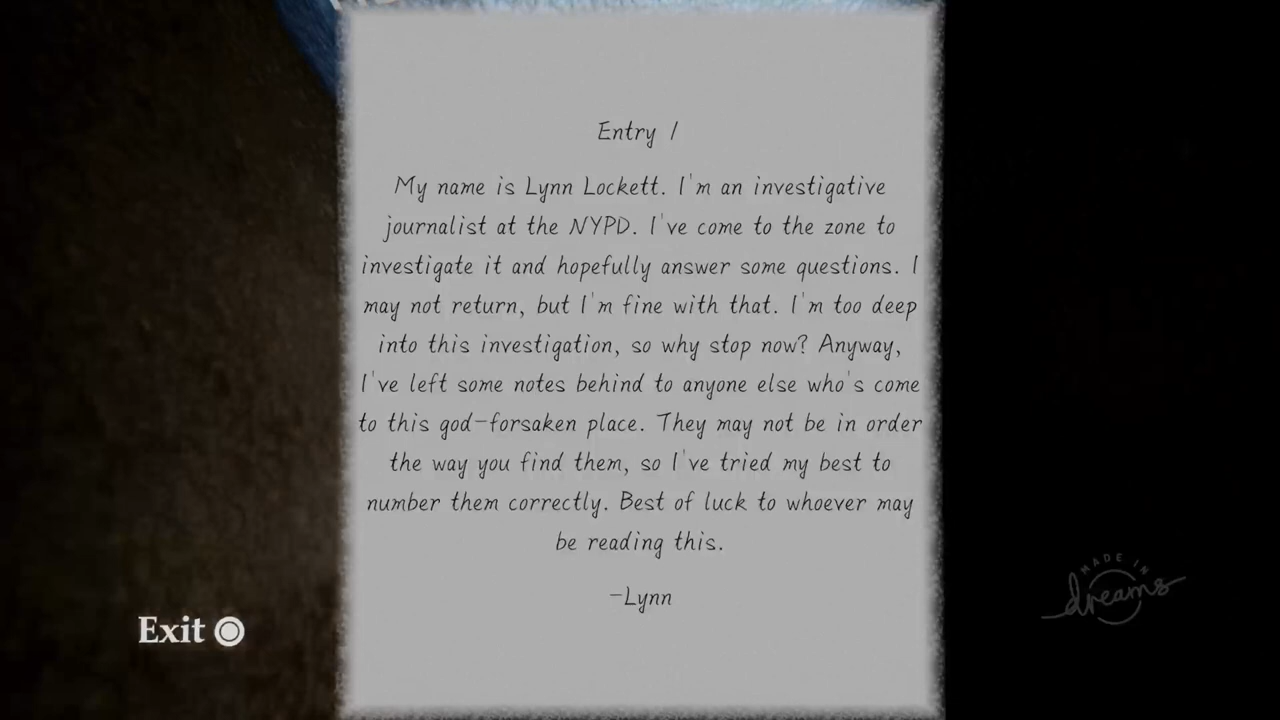 Entry 1
My name is Lynn Lockett. I'm an investigative
journalist at the NYPD. I've come to the zone to
investigate it and hopefully answer some questions. I
may not return, but I'm fine with that. I'm too deep
into this investigation, so why stop now? Anyway,
I've left some notes behind to anyone else who's come
to this god-forsaken place. They may not be in order
the way you find them, so I've tried my best to
number them correctly. Best of luck to whoever may
be reading this.
-Lynn
Exit
MADE IN
dreams